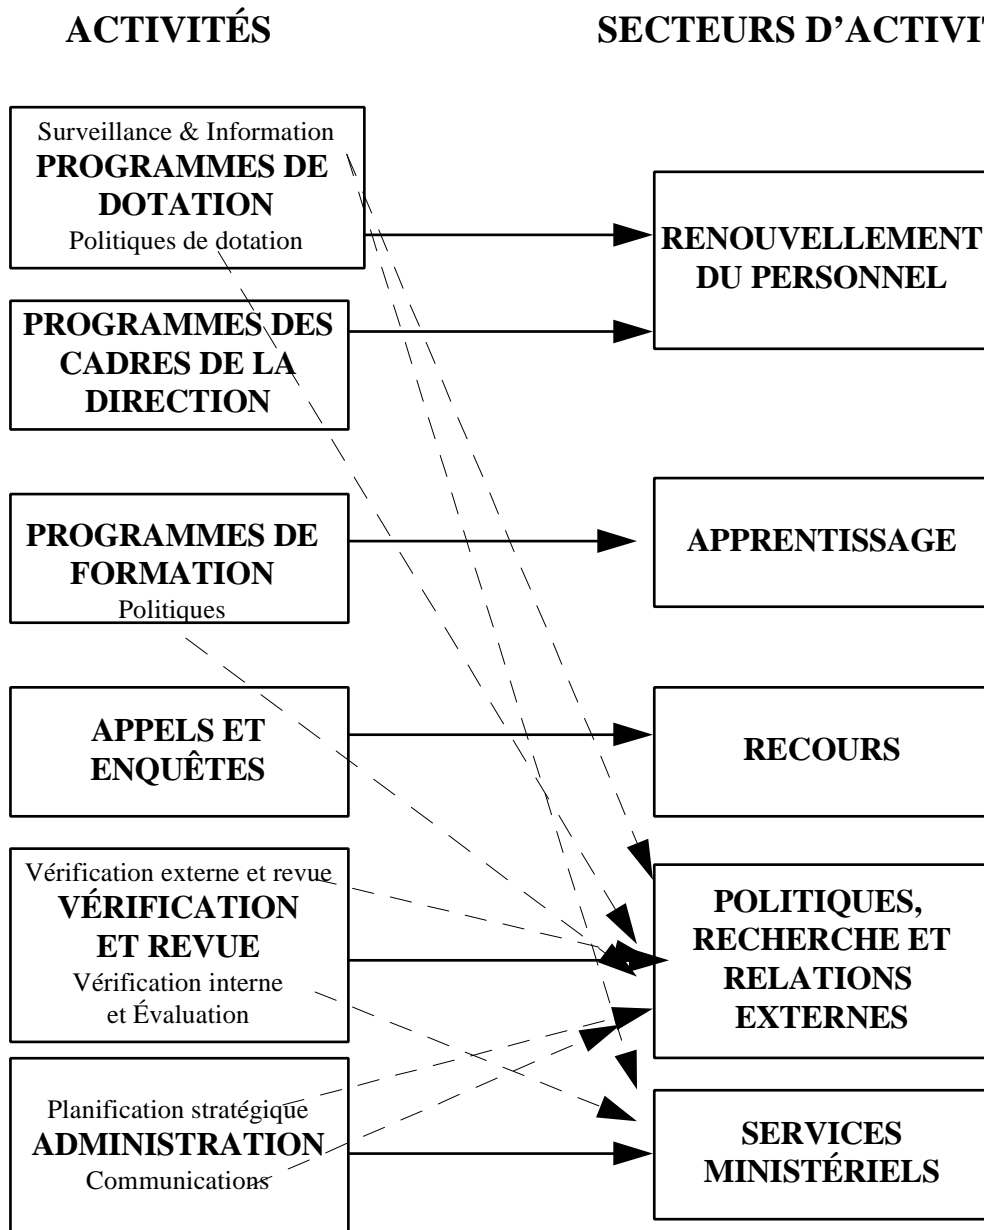 ACTIVITÉS
Surveillance & Information
PROGRAMMES DE
DOTATION
Politiques de dotation
PROGRAMMES DES
CADRES DE LA
DIRECTION
PROGRAMMES DE
FORMATION
Politiques
APPELS ET
ENQUÊTES
Vérification externe et revue
VÉRIFICATION
ET REVUE
Vérification interne
et Évaluation
Planification stratégique
ADMINISTRATION
Communications
SECTEURS D'ACTIVIT
RENOUVELLEMENT
DU PERSONNEL
APPRENTISSAGE
RECOURS
POLITIQUES,
RECHERCHE ET
RELATIONS
EXTERNES
SERVICES
MINISTÉRIELS